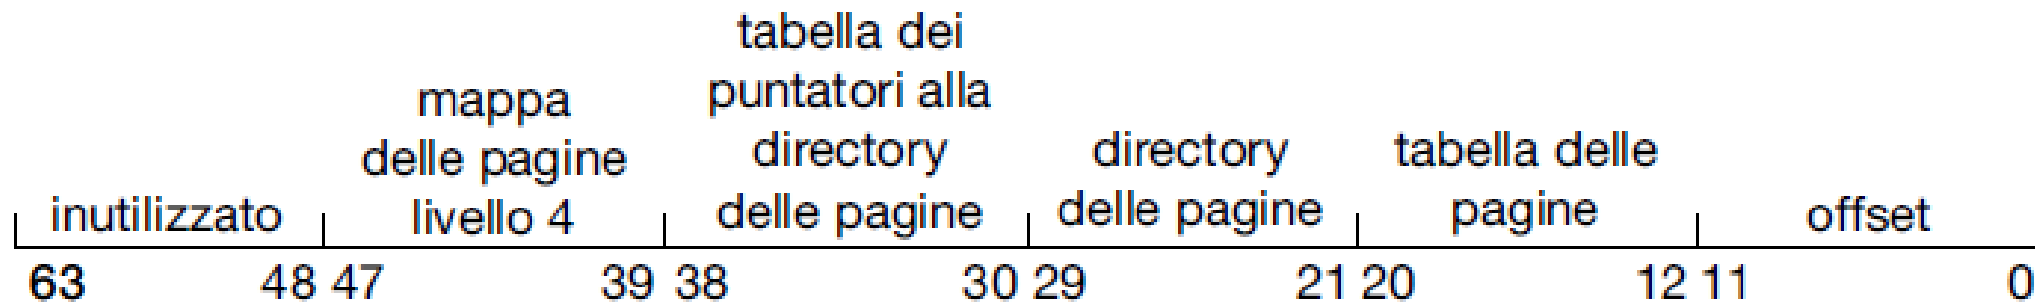 inutilizzato
mappa
delle pagine
livello 4
tabella dei
puntatori alla
directory
delle pagine
directory
delle pagine
tabella delle
pagine
offset
63 48 47 39 38 30 29 21 20 12 11 0